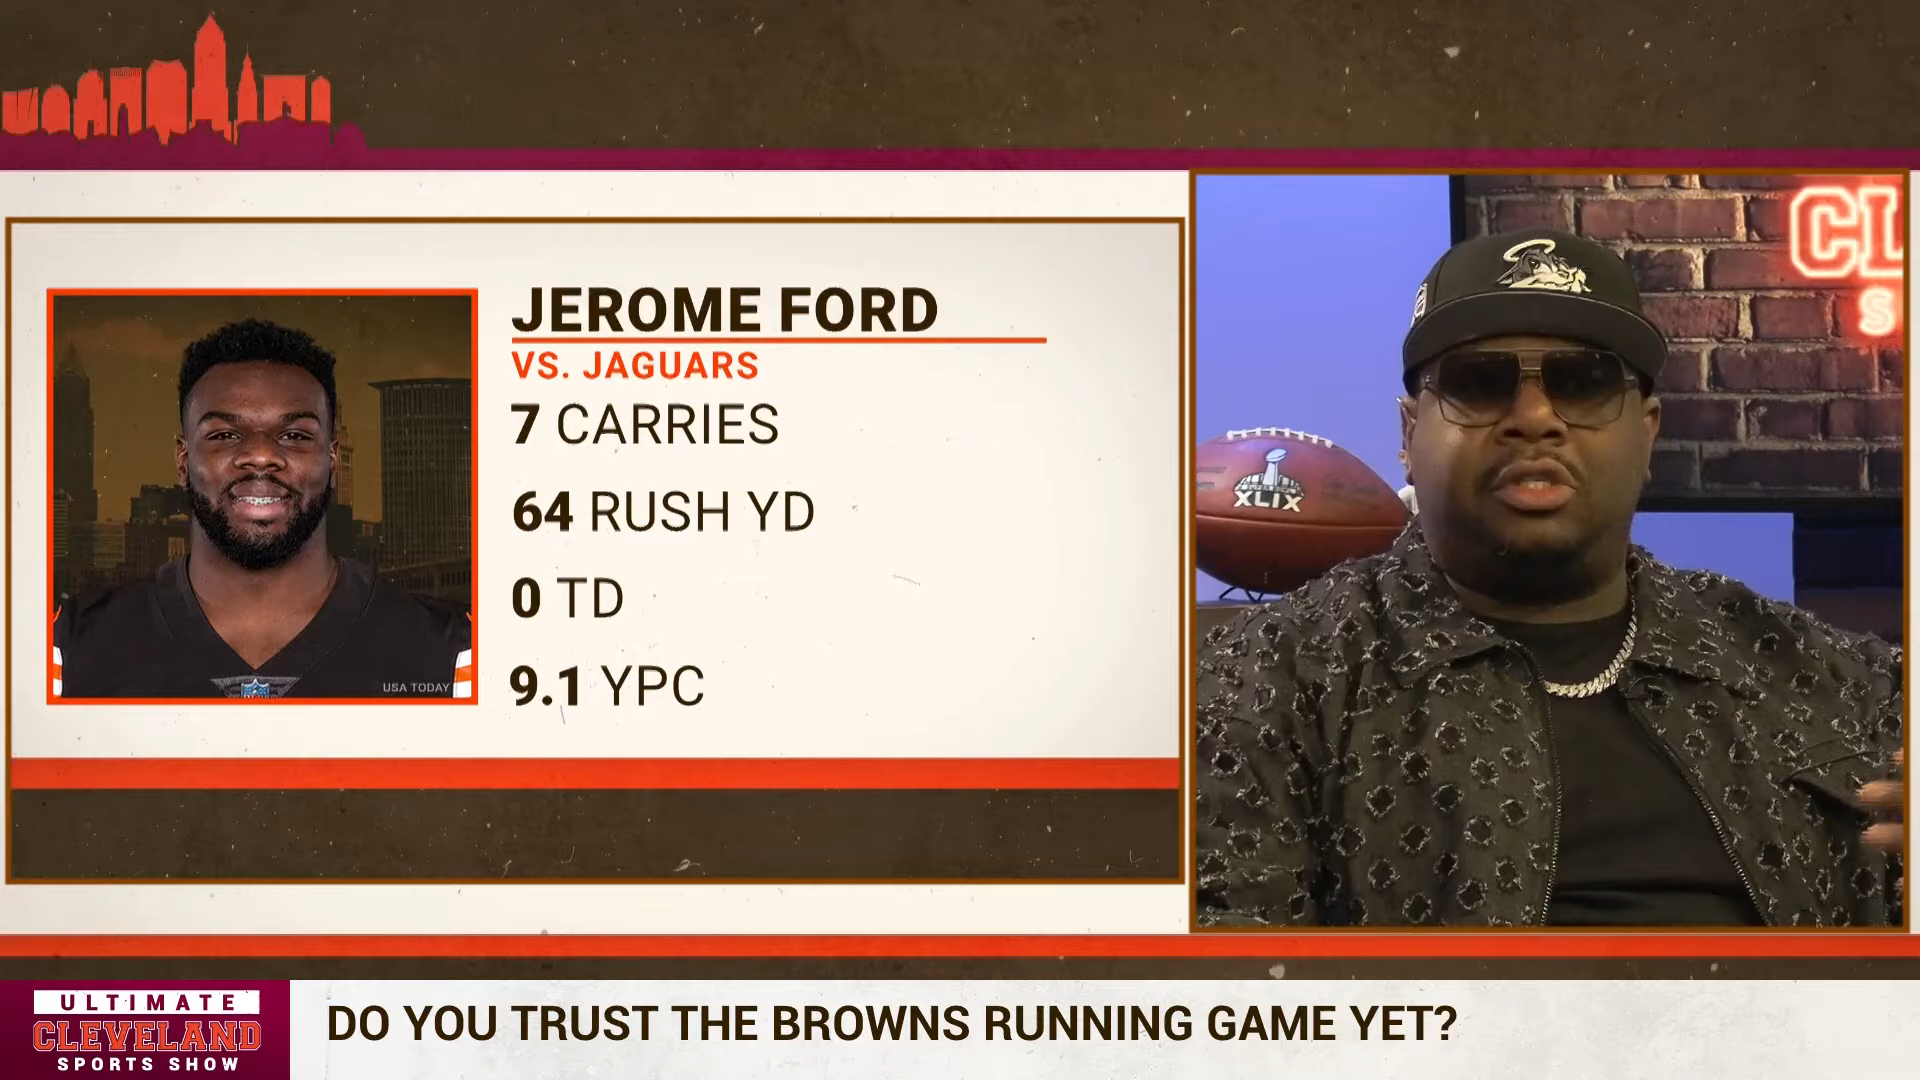 JEROME FORD
VS. JAGUARS
7 CARRIES
64 RUSH YD
0 TD
9.1 YPC
USA TODAY
XLIX
CL
S
ULTIMATE
CLEVELAND
SPORTS SHOW
DO YOU TRUST THE BROWNS RUNNING GAME YET?